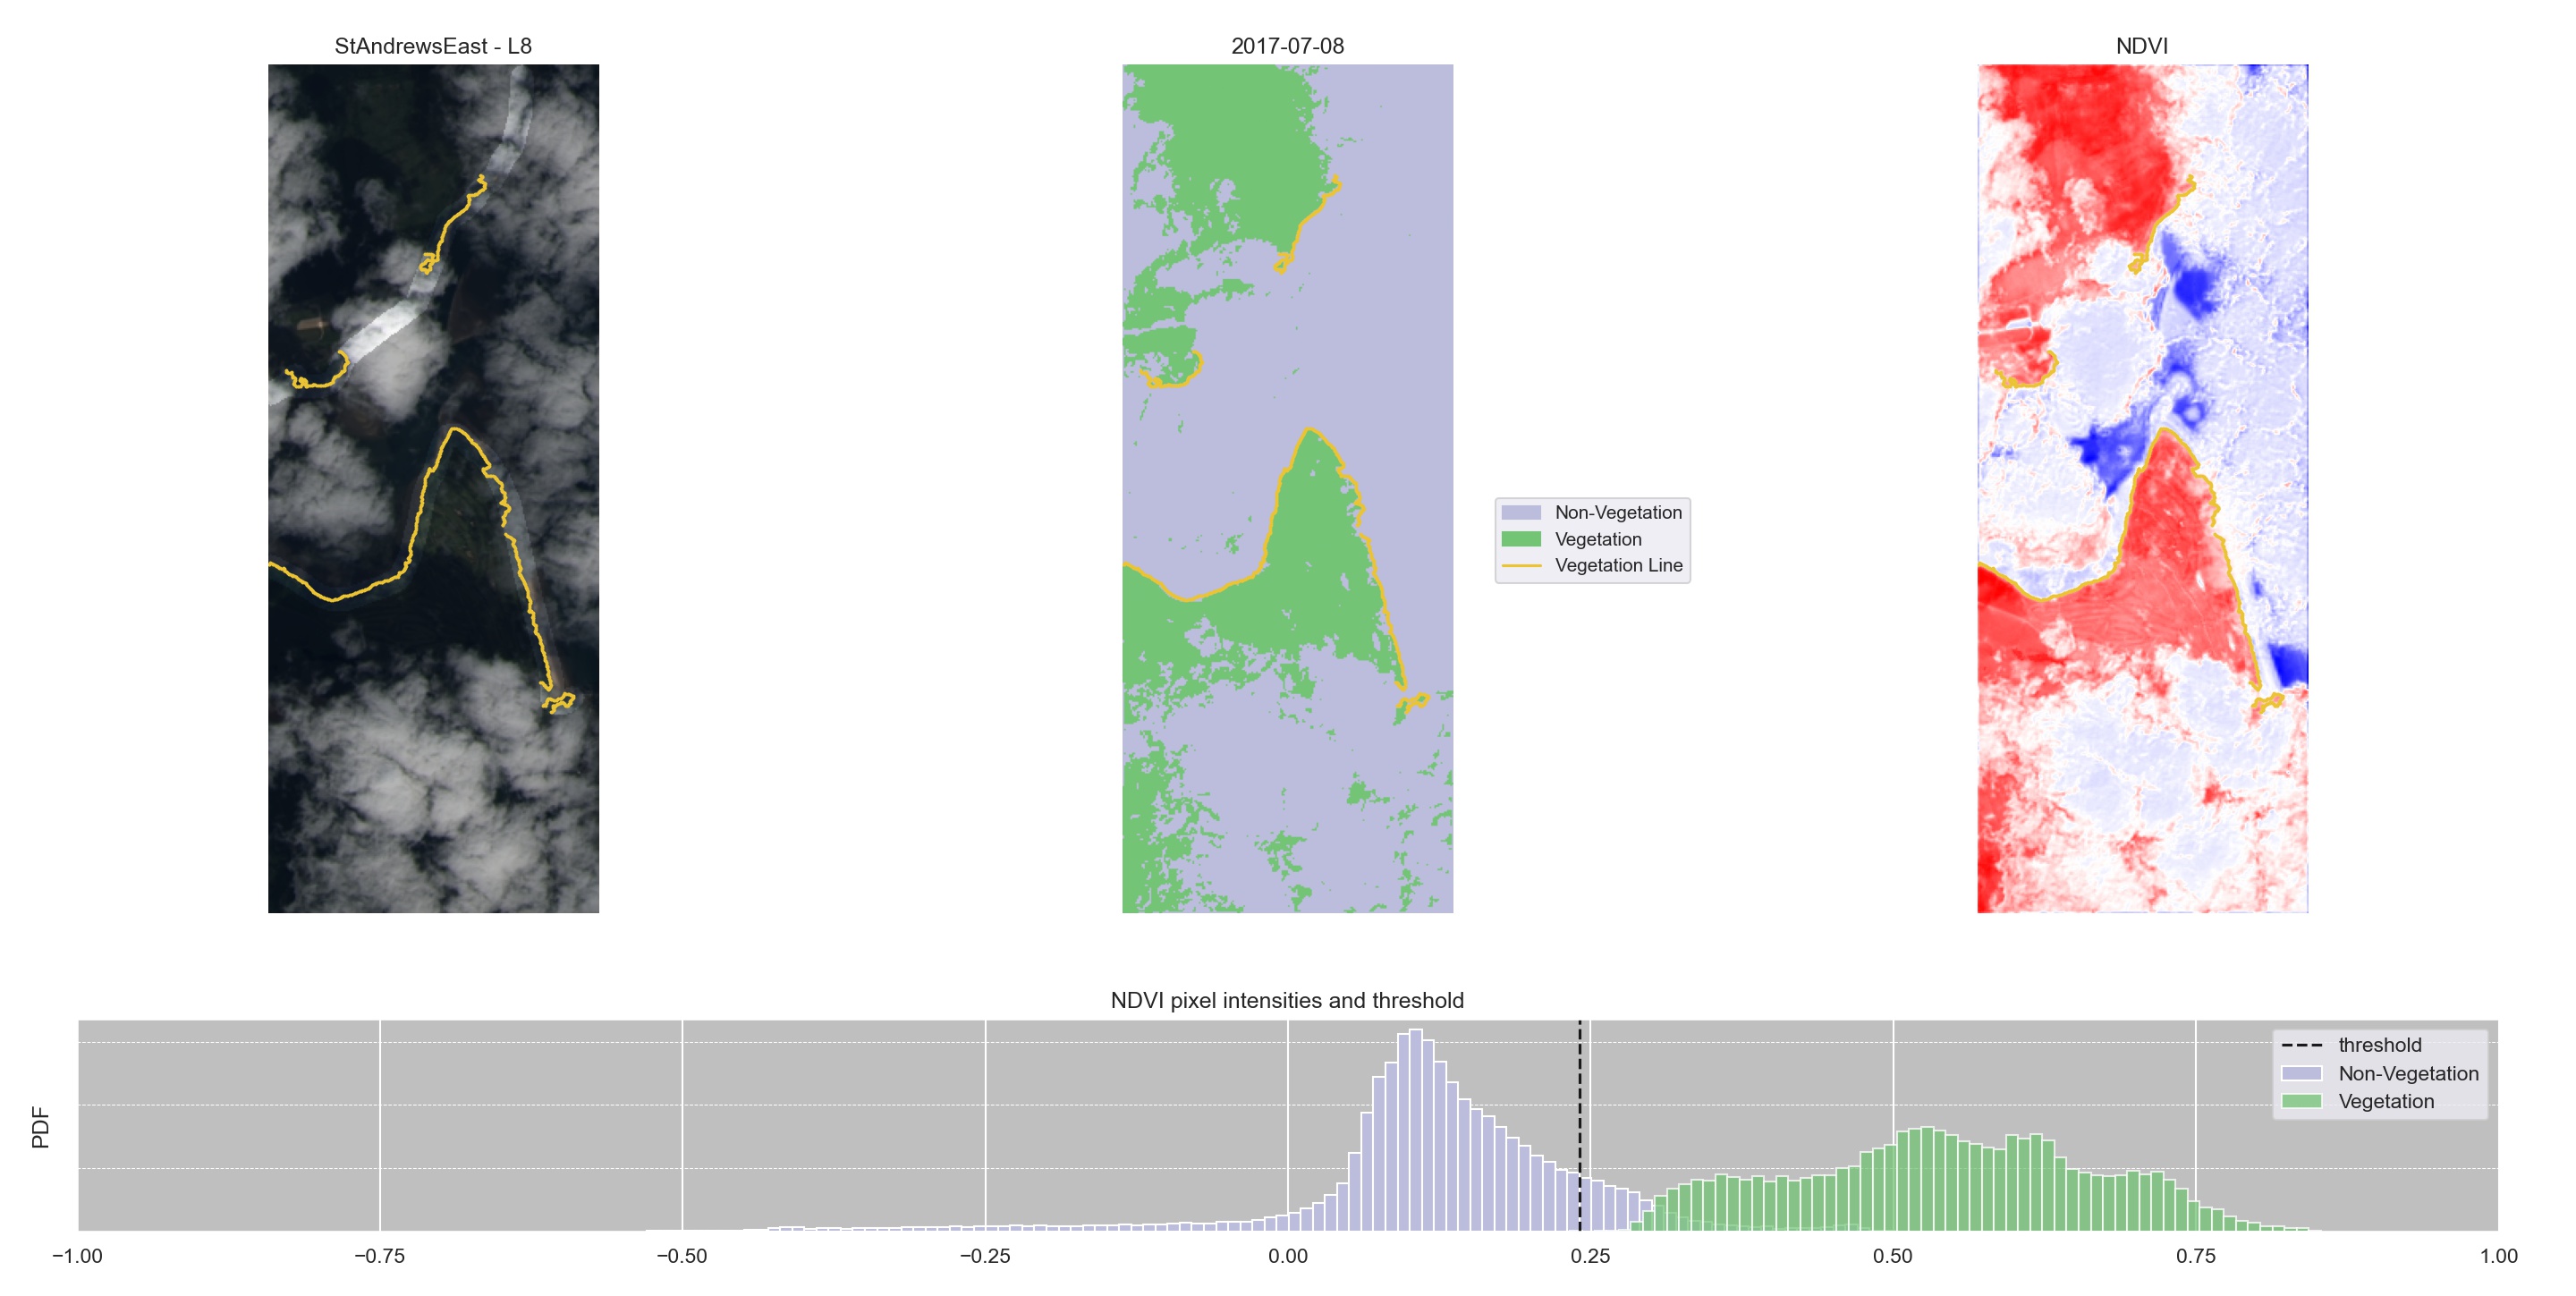 StAndrewsEast - L8
2017-07-08
NDVI
Non-Vegetation
Vegetation
Vegetation Line
NDVI pixel intensities and threshold
PDF
threshold
Non-Vegetation
Vegetation
−1.00 −0.75 −0.50 −0.25 0.00 0.25 0.50 0.75 1.00